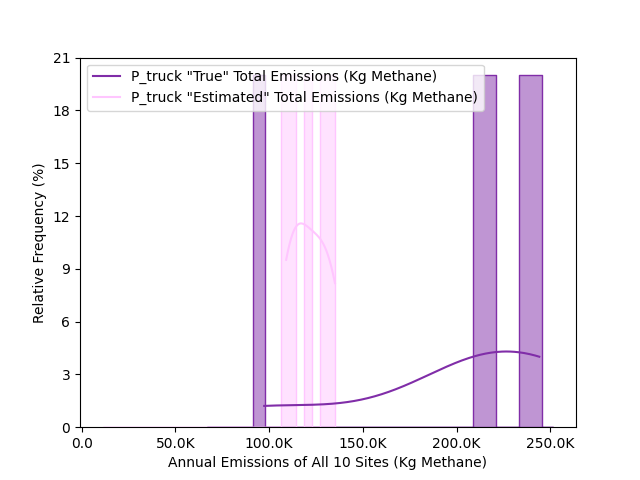 P_truck "True" Total Emissions (Kg Methane)
P_truck "Estimated" Total Emissions (Kg Methane)
21
18
15
12
9
6
3
0
Relative Frequency (%)
0.0 50.0K 100.0K 150.0K 200.0K 250.0K
Annual Emissions of All 10 Sites (Kg Methane)